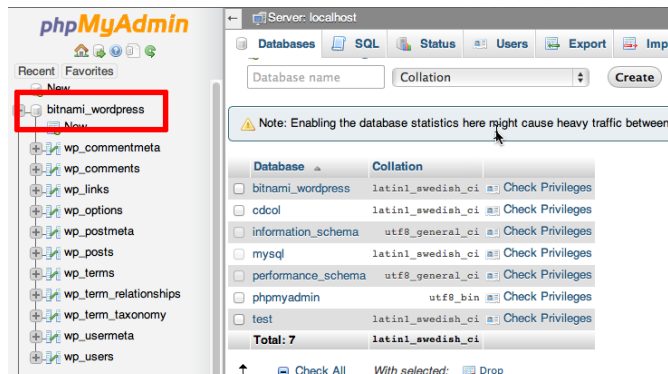 phpMyAdmin
Recent Favorites
New
bitnami_wordpress
New
wp_commentmeta
wp_comments
wp_links
wp_options
wp_postmeta
wp_posts
wp_terms
wp_term_relationships
wp_term_taxonomy
wp_usermeta
wp_users
Server: localhost
Databases SQL Status Users Export Imp
Database name Collation Create
Note: Enabling the database statistics here might cause heavy traffic between
Database Collation
bitnami_wordpress latin1_swedish_ci Check Privileges
cdcol latin1_swedish_ci Check Privileges
information_schema utf8_general_ci Check Privileges
mysql latin1_swedish_ci Check Privileges
performance_schema utf8_general_ci Check Privileges
phpmyadmin utf8_bin Check Privileges
test latin1_swedish_ci Check Privileges
Total: 7 latin1_swedish_ci
Check All With selected: Drop